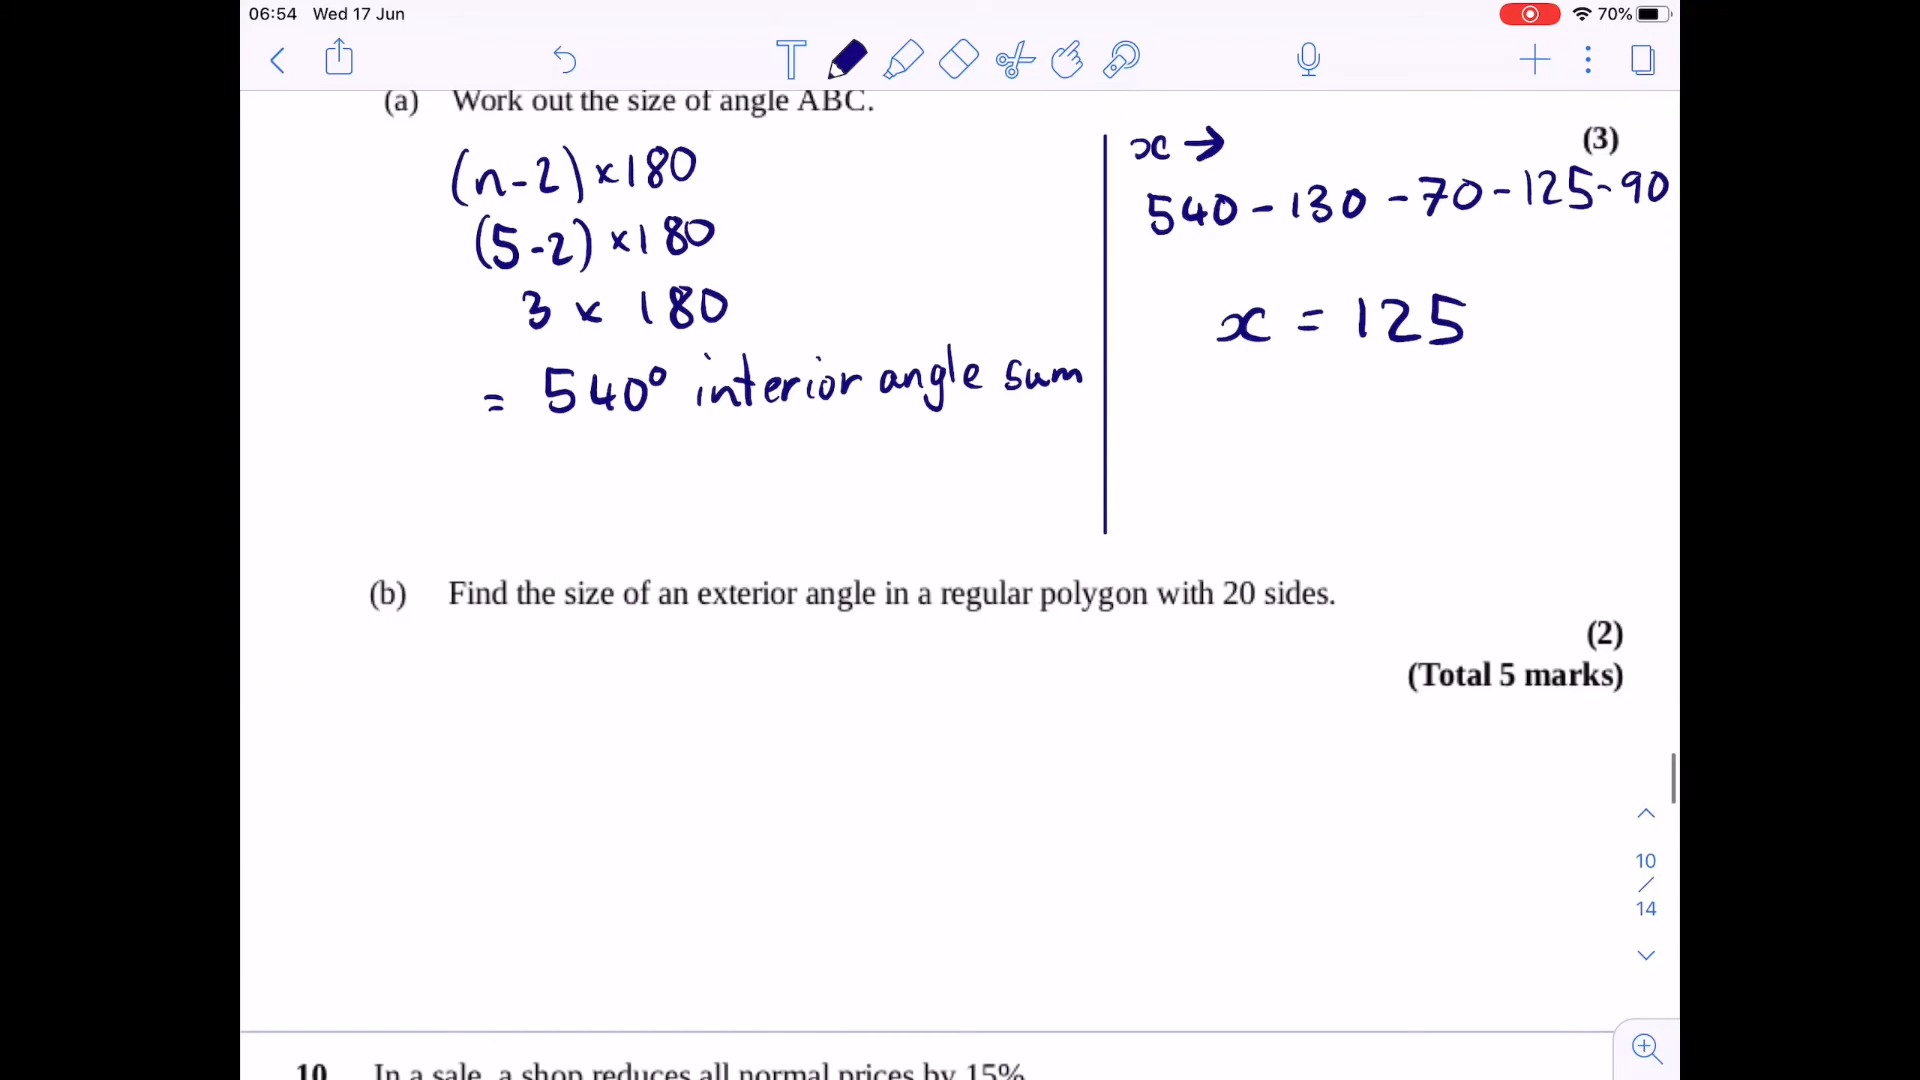 06:54 Wed 17 Jun 70%
T
(a) Work out the size of angle ABC.
(3)
(n-2)×180
(5-2)×180
3 × 180
= 540° interior angle sum
x →
540-130-70-125-90
x = 125
(b) Find the size of an exterior angle in a regular polygon with 20 sides.
(2)
(Total 5 marks)
10
/
14
10 In a sale, a shop reduces all normal prices by 15%